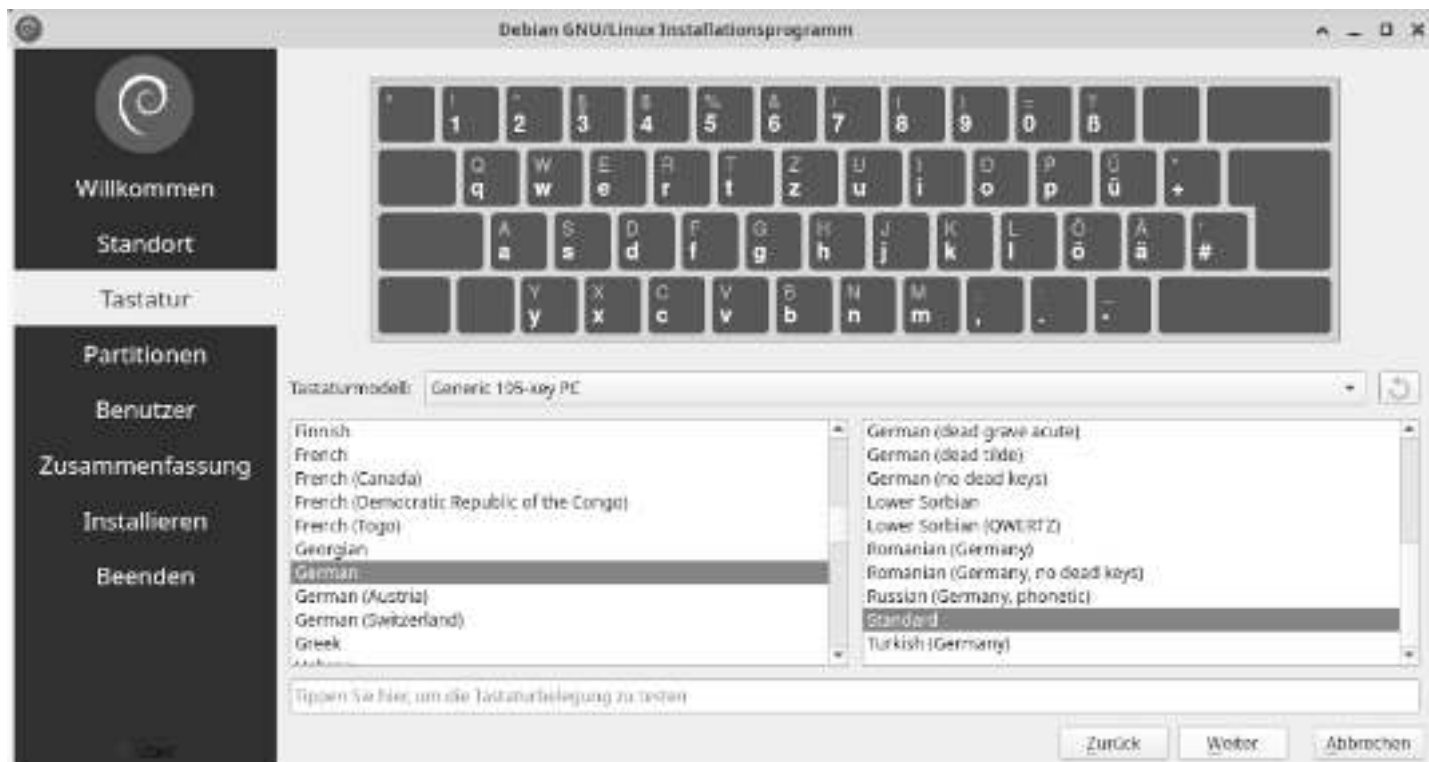 Debian GNU/Linux Installationsprogramm
Willkommen
Standort
Tastatur
Partitionen
Benutzer
Zusammenfassung
Installieren
Beenden
1 2 3 4 5 6 7 8 9 0 ß
Q W E R T Z U I O P Ü
q w e r t z u i o p ü +
A S D F G H J K L Ö Ä
a s d f g h j k l ö ä #
Y X C V B N M
y x c v b n m , . -
Tastaturmodell: Generic 105-key PC
Finnish
French
French (Canada)
French (Democratic Republic of the Congo)
French (Togo)
Georgian
German
German (Austria)
German (Switzerland)
Greek
German (dead grave acute)
German (dead tilde)
German (no dead keys)
Lower Sorbian
Lower Sorbian (QWERTZ)
Romanian (Germany)
Romanian (Germany, no dead keys)
Russian (Germany, phonetic)
Standard
Turkish (Germany)
Tippen Sie hier, um die Tastaturbelegung zu testen
Zurück
Weiter
Abbrechen